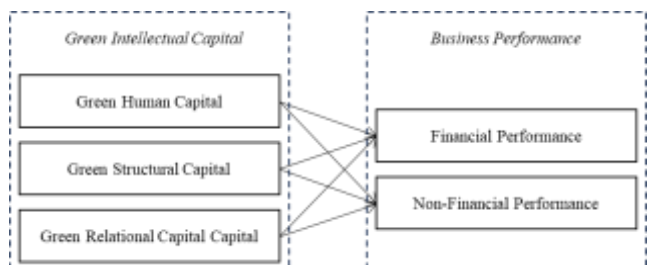 Green Intellectual Capital
Business Performance
Green Human Capital
Financial Performance
Green Structural Capital
Non-Financial Performance
Green Relational Capital Capital